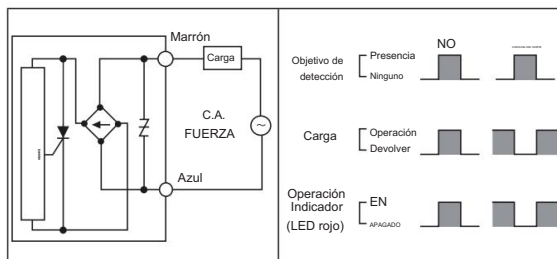 Marrón
Carga
C.A.
FUERZA
Azul
NO
Objetivo de detección
Presencia
Ninguno
Carga
Operación
Devolver
Operación
Indicador
(LED rojo)
EN
APAGADO